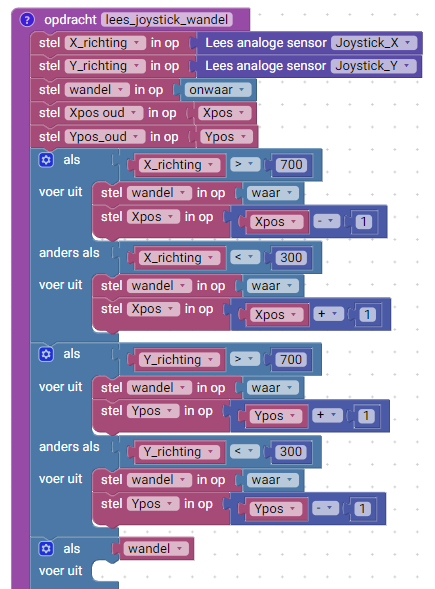 ? opdracht lees_joystick_wandel
stel X_richting in op Lees analoge sensor Joystick_X
stel Y_richting in op Lees analoge sensor Joystick_Y
stel wandel in op onwaar
stel Xpos oud in op Xpos
stel Ypos_oud in op Ypos
als X_richting > 700
voer uit stel wandel in op waar
stel Xpos in op Xpos - 1
anders als X_richting < 300
voer uit stel wandel in op waar
stel Xpos in op Xpos + 1
als Y_richting > 700
voer uit stel wandel in op waar
stel Ypos in op Ypos + 1
anders als Y_richting < 300
voer uit stel wandel in op waar
stel Ypos in op Ypos - 1
als wandel
voer uit